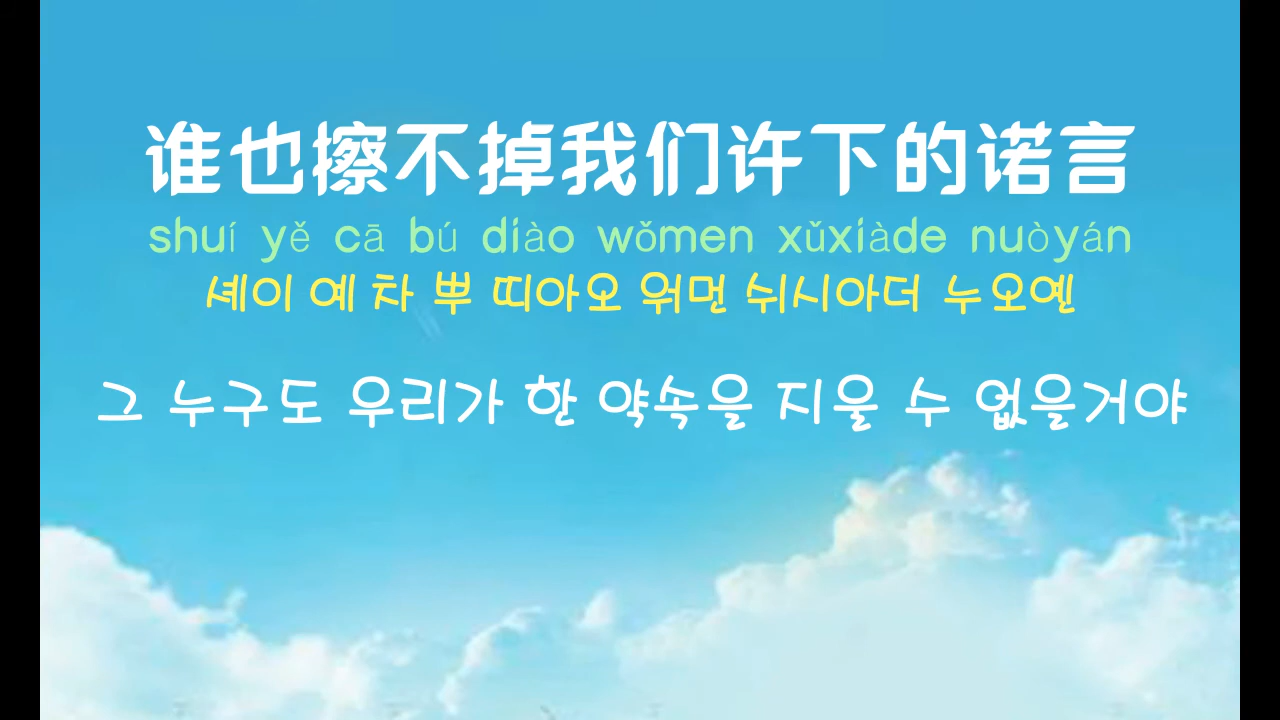 谁也擦不掉我们许下的诺言
shuí yě cā bú diào wǒmen xǔxiàde nuòyán
셰이 예 차 뿌 띠아오 워먼 쉬시아더 누오옌
그 누구도 우리가 한 약속을 지울 수 없을거야